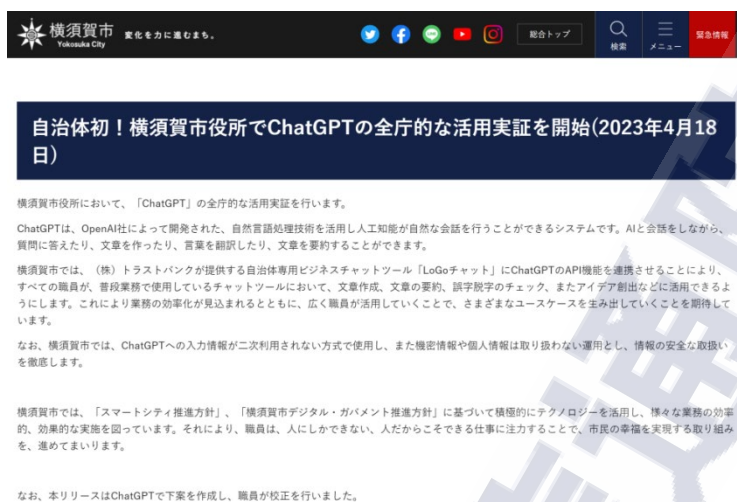 横須賀市
Yokosuka City
変化を力に進むまち。
総合トップ
検索
メニュー
緊急情報
自治体初！横須賀市役所でChatGPTの全庁的な活用実証を開始(2023年4月18
日)
横須賀市役所において、「ChatGPT」の全庁的な活用実証を行います。
ChatGPTは、OpenAI社によって開発された、自然言語処理技術を活用し人工知能が自然な会話を行うことができるシステムです。AIと会話をしながら、
質問に答えたり、文章を作ったり、言葉を翻訳したり、文章を要約することができます。
横須賀市では、（株）トラストバンクが提供する自治体専用ビジネスチャットツール「LoGoチャット」にChatGPTのAPI機能を連携させることにより、
すべての職員が、普段業務で使用しているチャットツールにおいて、文章作成、文章の要約、誤字脱字のチェック、またアイデア創出などに活用できるよ
うにします。これにより業務の効率化が見込まれるとともに、広く職員が活用していくことで、さまざまなユースケースを生み出していくことを期待して
います。
なお、横須賀市では、ChatGPTへの入力情報が二次利用されない方式で使用し、また機密情報や個人情報は取り扱わない運用とし、情報の安全な取扱い
を徹底します。
横須賀市では、「スマートシティ推進方針」、「横須賀市デジタル・ガバメント推進方針」に基づいて積極的にテクノロジーを活用し、様々な業務の効率
的、効果的な実施を図っています。それにより、職員は、人にしかできない、人だからこそできる仕事に注力することで、市民の幸福を実現する取り組み
を、進めてまいります。
なお、本リリースはChatGPTで下案を作成し、職員が校正を行いました。